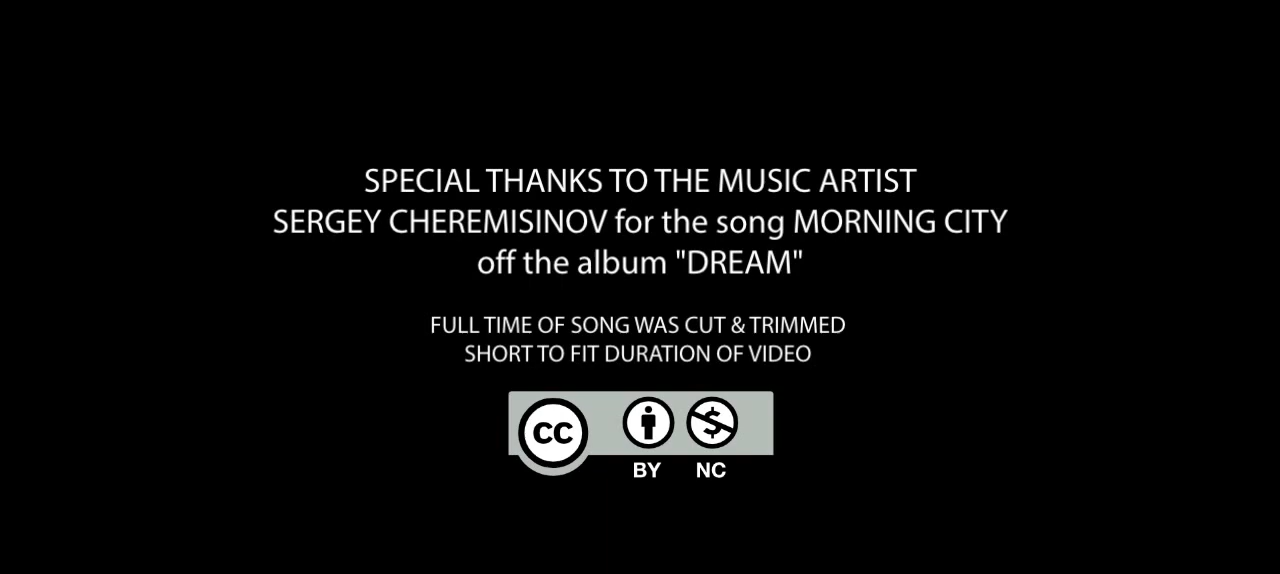 SPECIAL THANKS TO THE MUSIC ARTIST
SERGEY CHEREMISINOV for the song MORNING CITY
off the album "DREAM"
FULL TIME OF SONG WAS CUT & TRIMMED
SHORT TO FIT DURATION OF VIDEO
cc $
BY NC